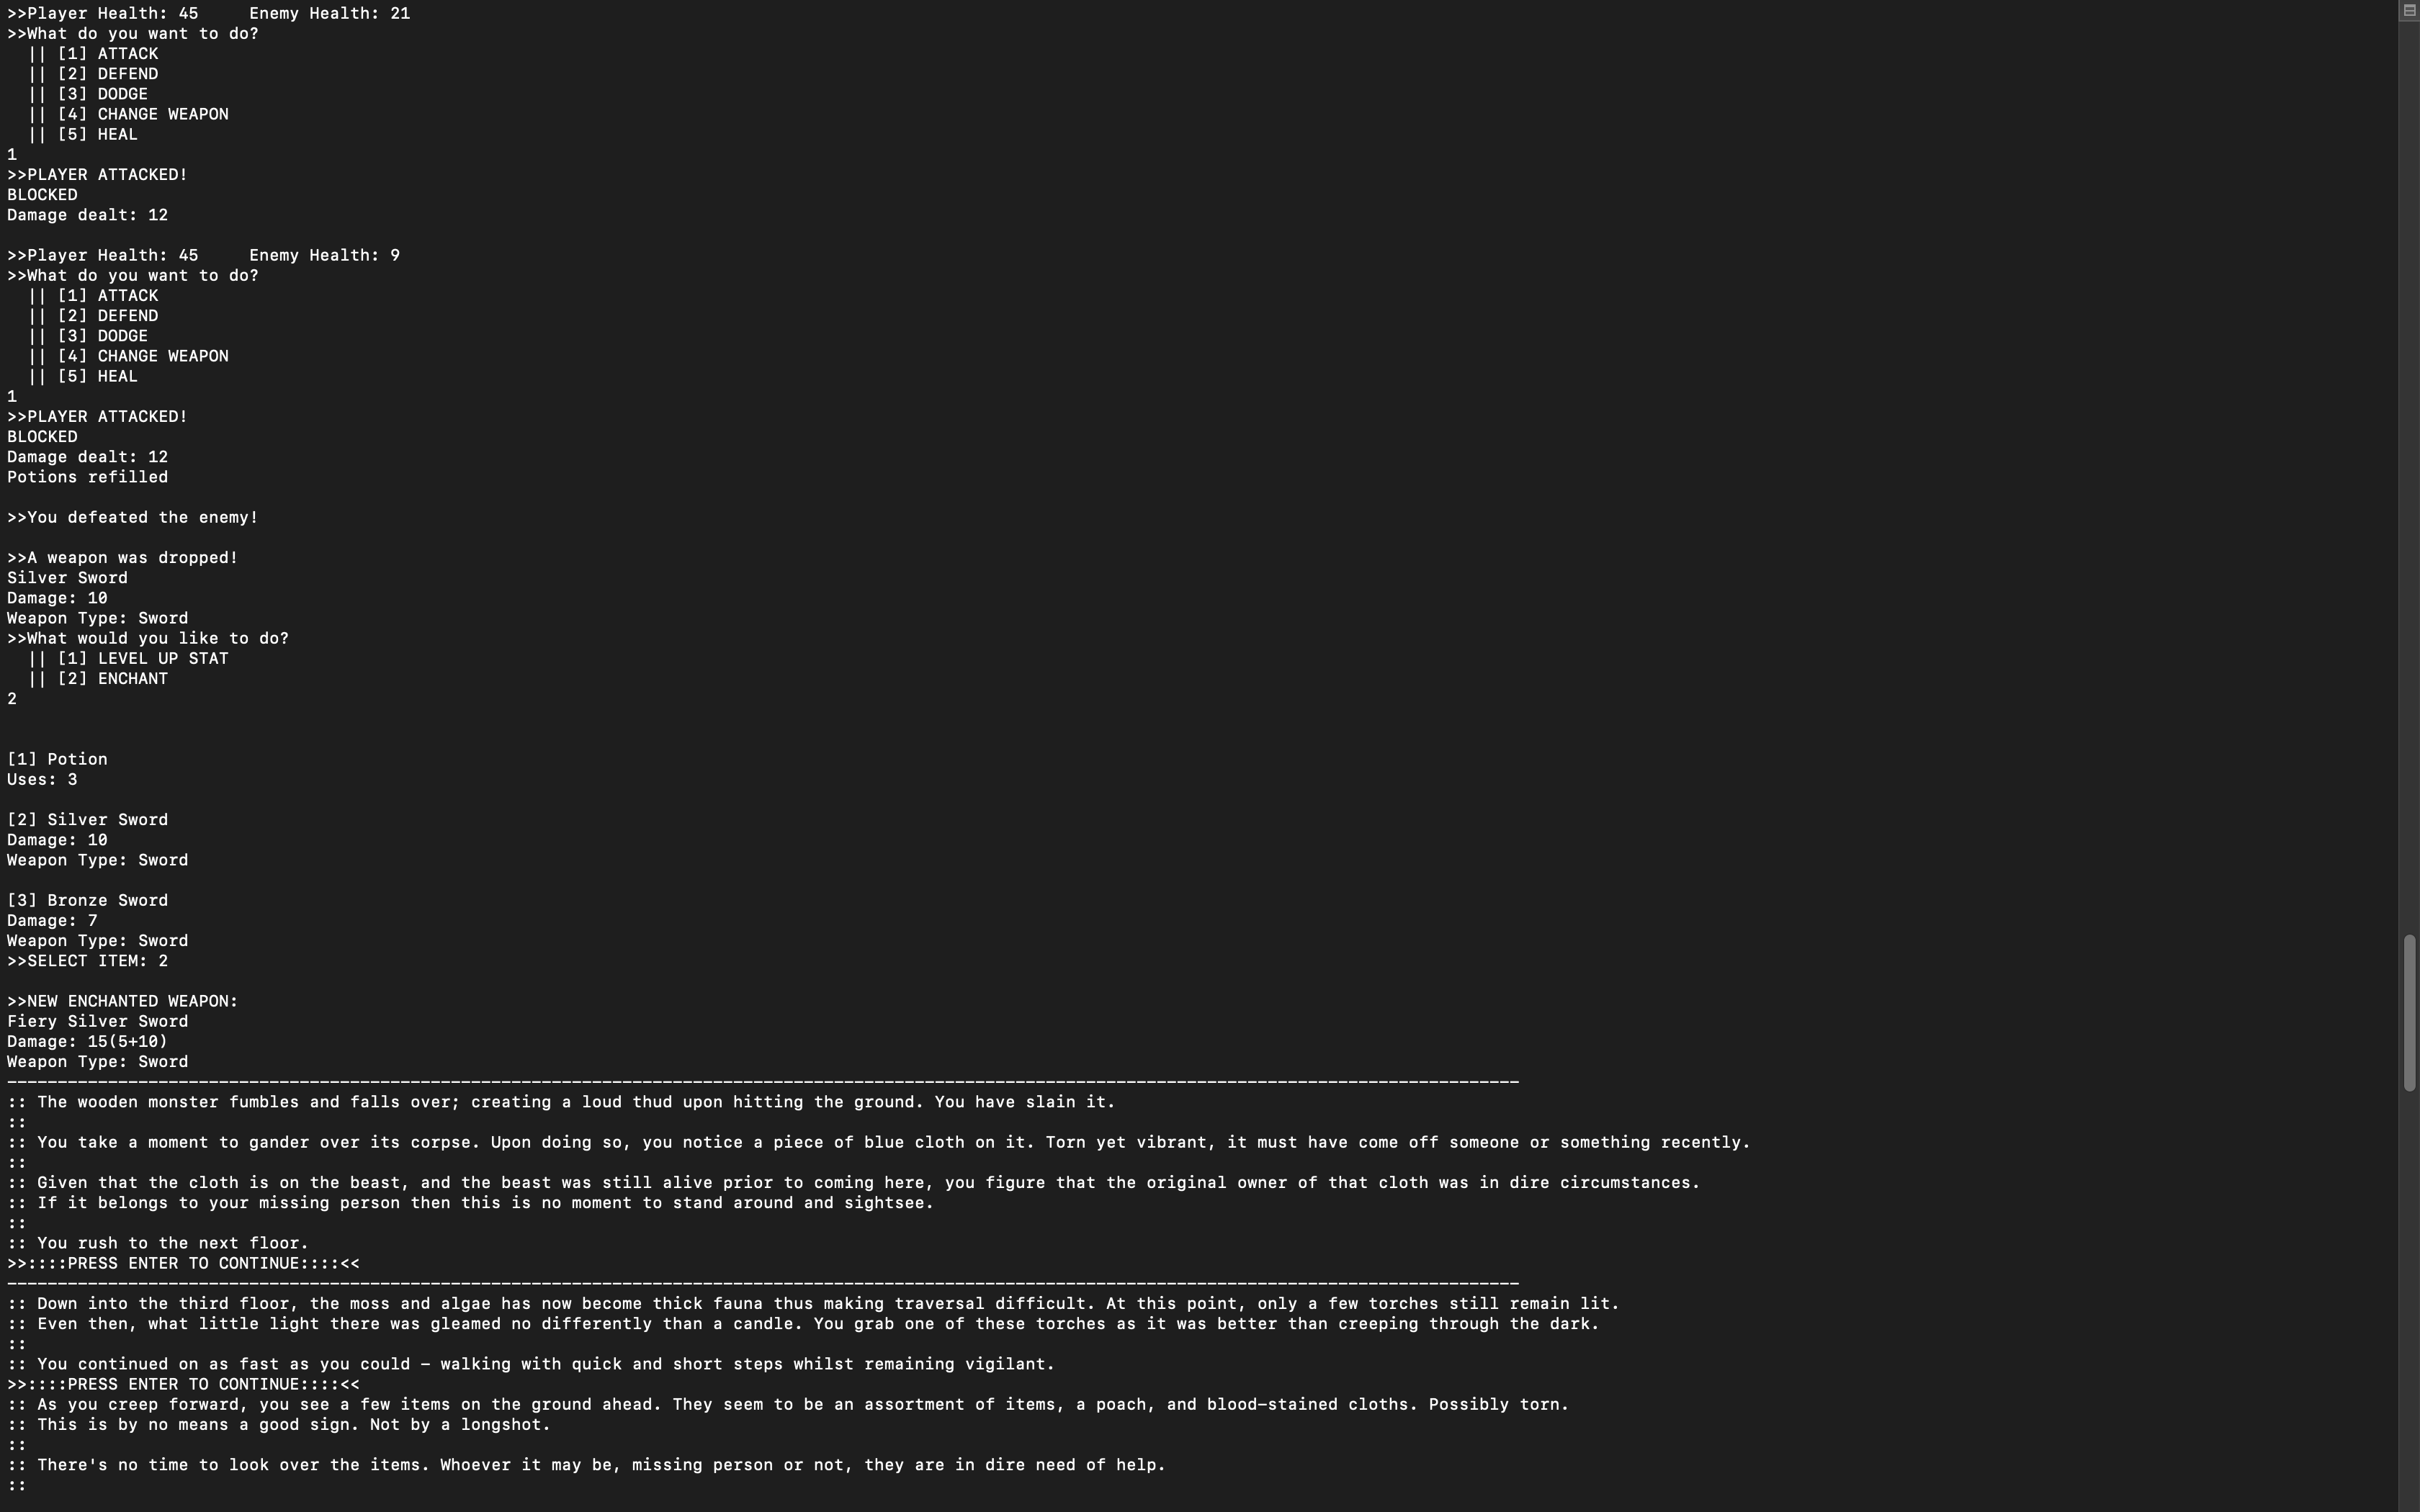 >>Player Health: 45     Enemy Health: 21
>>What do you want to do?
  || [1] ATTACK
  || [2] DEFEND
  || [3] DODGE
  || [4] CHANGE WEAPON
  || [5] HEAL
1
>>PLAYER ATTACKED!
BLOCKED
Damage dealt: 12

>>Player Health: 45     Enemy Health: 9
>>What do you want to do?
  || [1] ATTACK
  || [2] DEFEND
  || [3] DODGE
  || [4] CHANGE WEAPON
  || [5] HEAL
1
>>PLAYER ATTACKED!
BLOCKED
Damage dealt: 12
Potions refilled

>>You defeated the enemy!

>>A weapon was dropped!
Silver Sword
Damage: 10
Weapon Type: Sword
>>What would you like to do?
  || [1] LEVEL UP STAT
  || [2] ENCHANT
2


[1] Potion
Uses: 3

[2] Silver Sword
Damage: 10
Weapon Type: Sword

[3] Bronze Sword
Damage: 7
Weapon Type: Sword
>>SELECT ITEM: 2

>>NEW ENCHANTED WEAPON:
Fiery Silver Sword
Damage: 15(5+10)
Weapon Type: Sword
------------------------------------------------------------------------------------------------------------------------------------------------------
:: The wooden monster fumbles and falls over; creating a loud thud upon hitting the ground. You have slain it.
::
:: You take a moment to gander over its corpse. Upon doing so, you notice a piece of blue cloth on it. Torn yet vibrant, it must have come off someone or something recently.
::
:: Given that the cloth is on the beast, and the beast was still alive prior to coming here, you figure that the original owner of that cloth was in dire circumstances.
:: If it belongs to your missing person then this is no moment to stand around and sightsee.
::
:: You rush to the next floor.
>>::::PRESS ENTER TO CONTINUE::::<<
------------------------------------------------------------------------------------------------------------------------------------------------------
:: Down into the third floor, the moss and algae has now become thick fauna thus making traversal difficult. At this point, only a few torches still remain lit.
:: Even then, what little light there was gleamed no differently than a candle. You grab one of these torches as it was better than creeping through the dark.
::
:: You continued on as fast as you could - walking with quick and short steps whilst remaining vigilant.
>>::::PRESS ENTER TO CONTINUE::::<<
:: As you creep forward, you see a few items on the ground ahead. They seem to be an assortment of items, a poach, and blood-stained cloths. Possibly torn.
:: This is by no means a good sign. Not by a longshot.
::
:: There's no time to look over the items. Whoever it may be, missing person or not, they are in dire need of help.
::